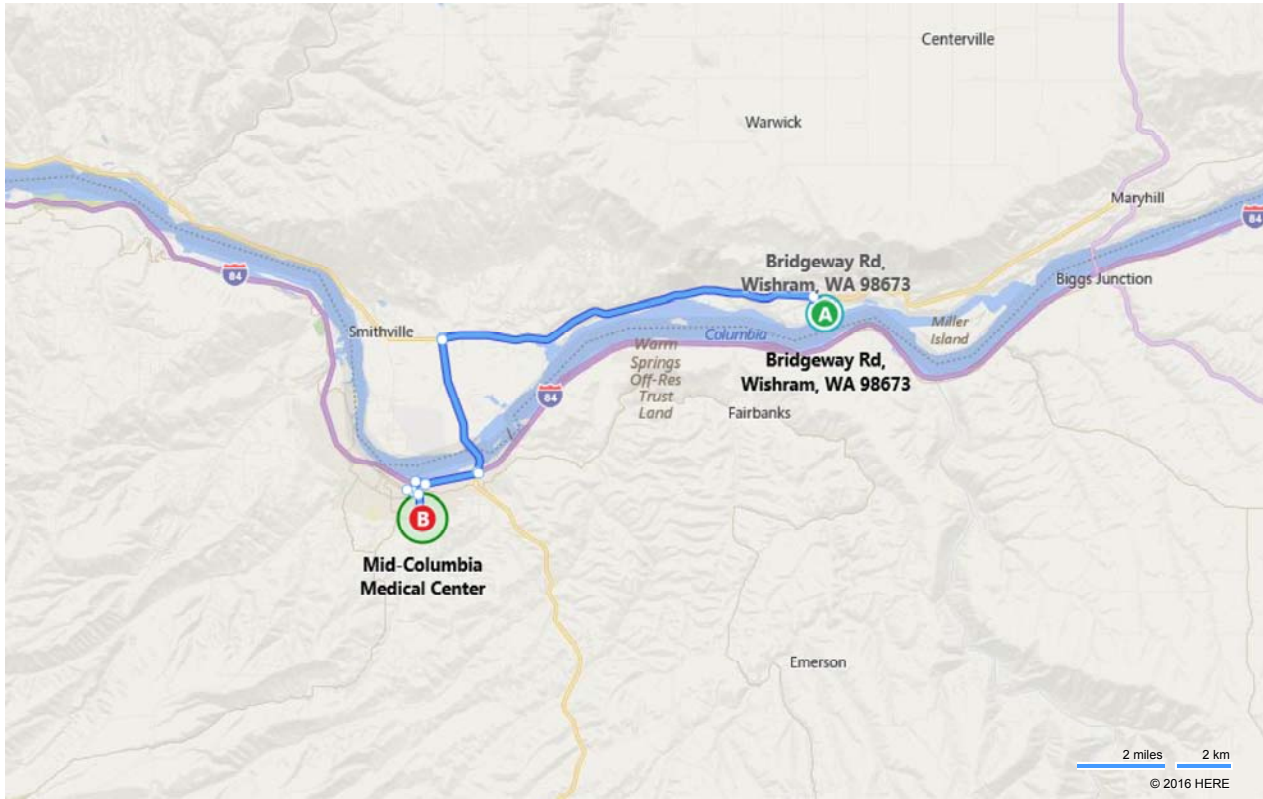 Centerville
Warwick
Maryhill
84
Bridgeway Rd,
Wishram, WA 98673
84
Biggs Junction
A
Smithville
Columbia
Miller
Island
Warm
Springs
Off-Res
Trust
Land
Bridgeway Rd,
Wishram, WA 98673
84
Fairbanks
B
Mid-Columbia
Medical Center
Emerson
2 miles
2 km
© 2016 HERE